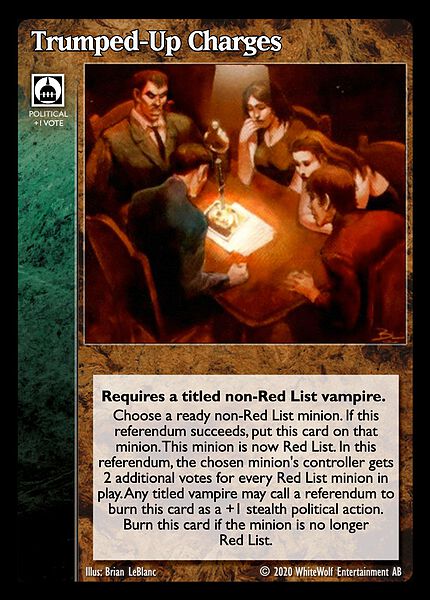 Trumped-Up Charges
POLITICAL
+1 VOTE
Requires a titled non-Red List vampire.
Choose a ready non-Red List minion. If this
referendum succeeds, put this card on that
minion. This minion is now Red List. In this
referendum, the chosen minion's controller gets
2 additional votes for every Red List minion in
play. Any titled vampire may call a referendum to
burn this card as a +1 stealth political action.
Burn this card if the minion is no longer
Red List.
Illus: Brian LeBlanc © 2020 WhiteWolf Entertainment AB